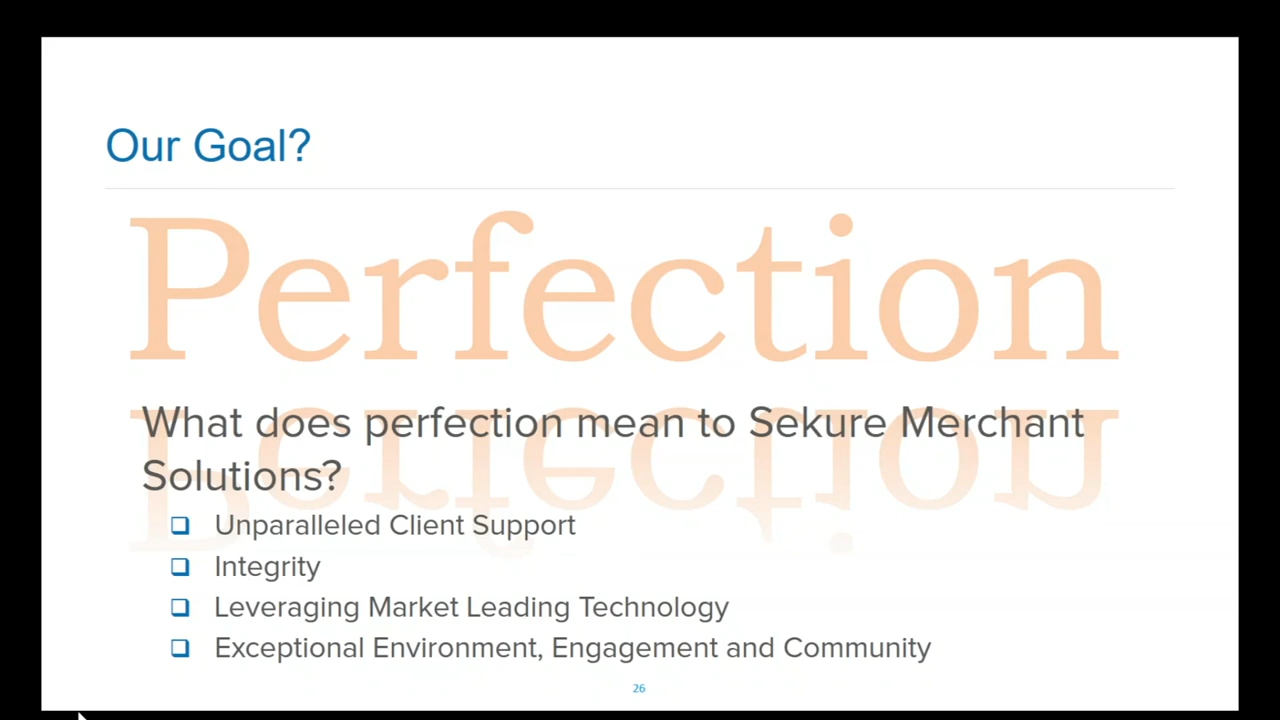 Our Goal?
Perfection
What does perfection mean to Sekure Merchant
Solutions?
❑ Unparalleled Client Support
❑ Integrity
❑ Leveraging Market Leading Technology
❑ Exceptional Environment, Engagement and Community
26